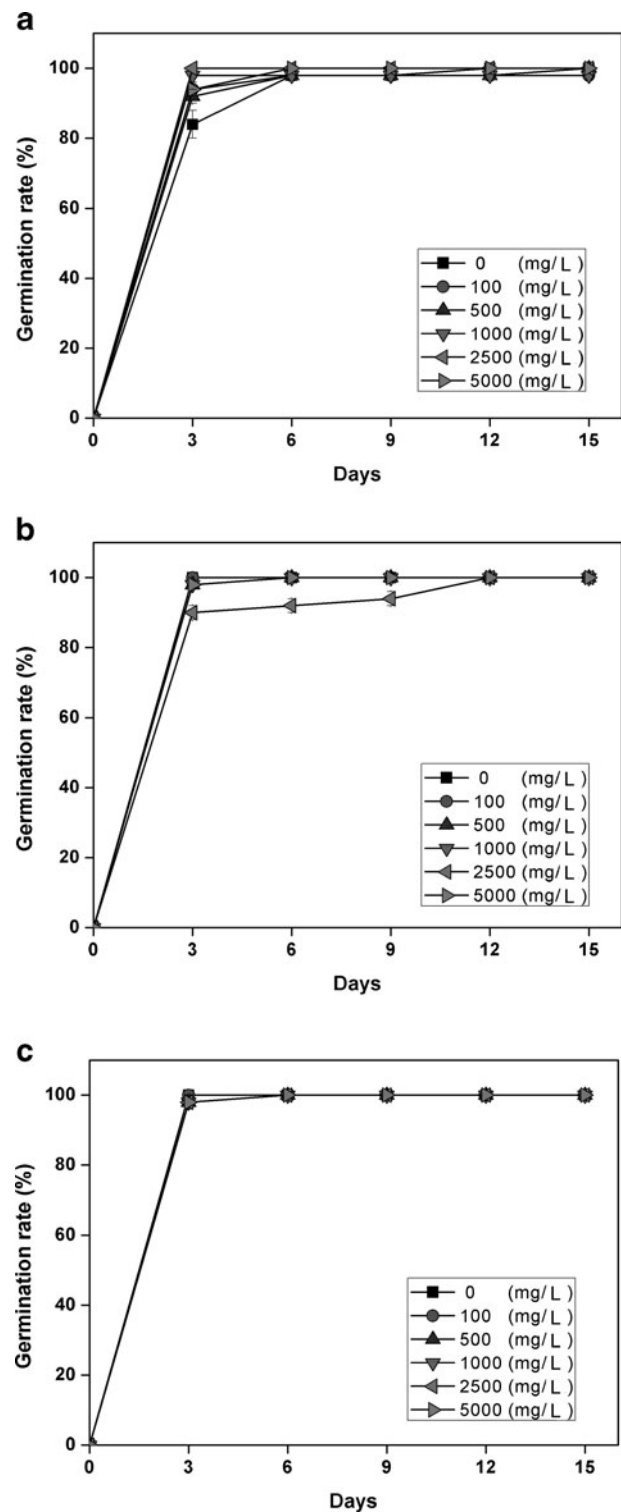 a
100
80
60
40
20
0
Germination rate (%)
0 (mg/L)
100 (mg/L)
500 (mg/L)
1000 (mg/L)
2500 (mg/L)
5000 (mg/L)
0 3 6 9 12 15
Days
b
100
80
60
40
20
0
Germination rate (%)
0 (mg/L)
100 (mg/L)
500 (mg/L)
1000 (mg/L)
2500 (mg/L)
5000 (mg/L)
0 3 6 9 12 15
Days
c
100
80
60
40
20
0
Germination rate (%)
0 (mg/L)
100 (mg/L)
500 (mg/L)
1000 (mg/L)
2500 (mg/L)
5000 (mg/L)
0 3 6 9 12 15
Days